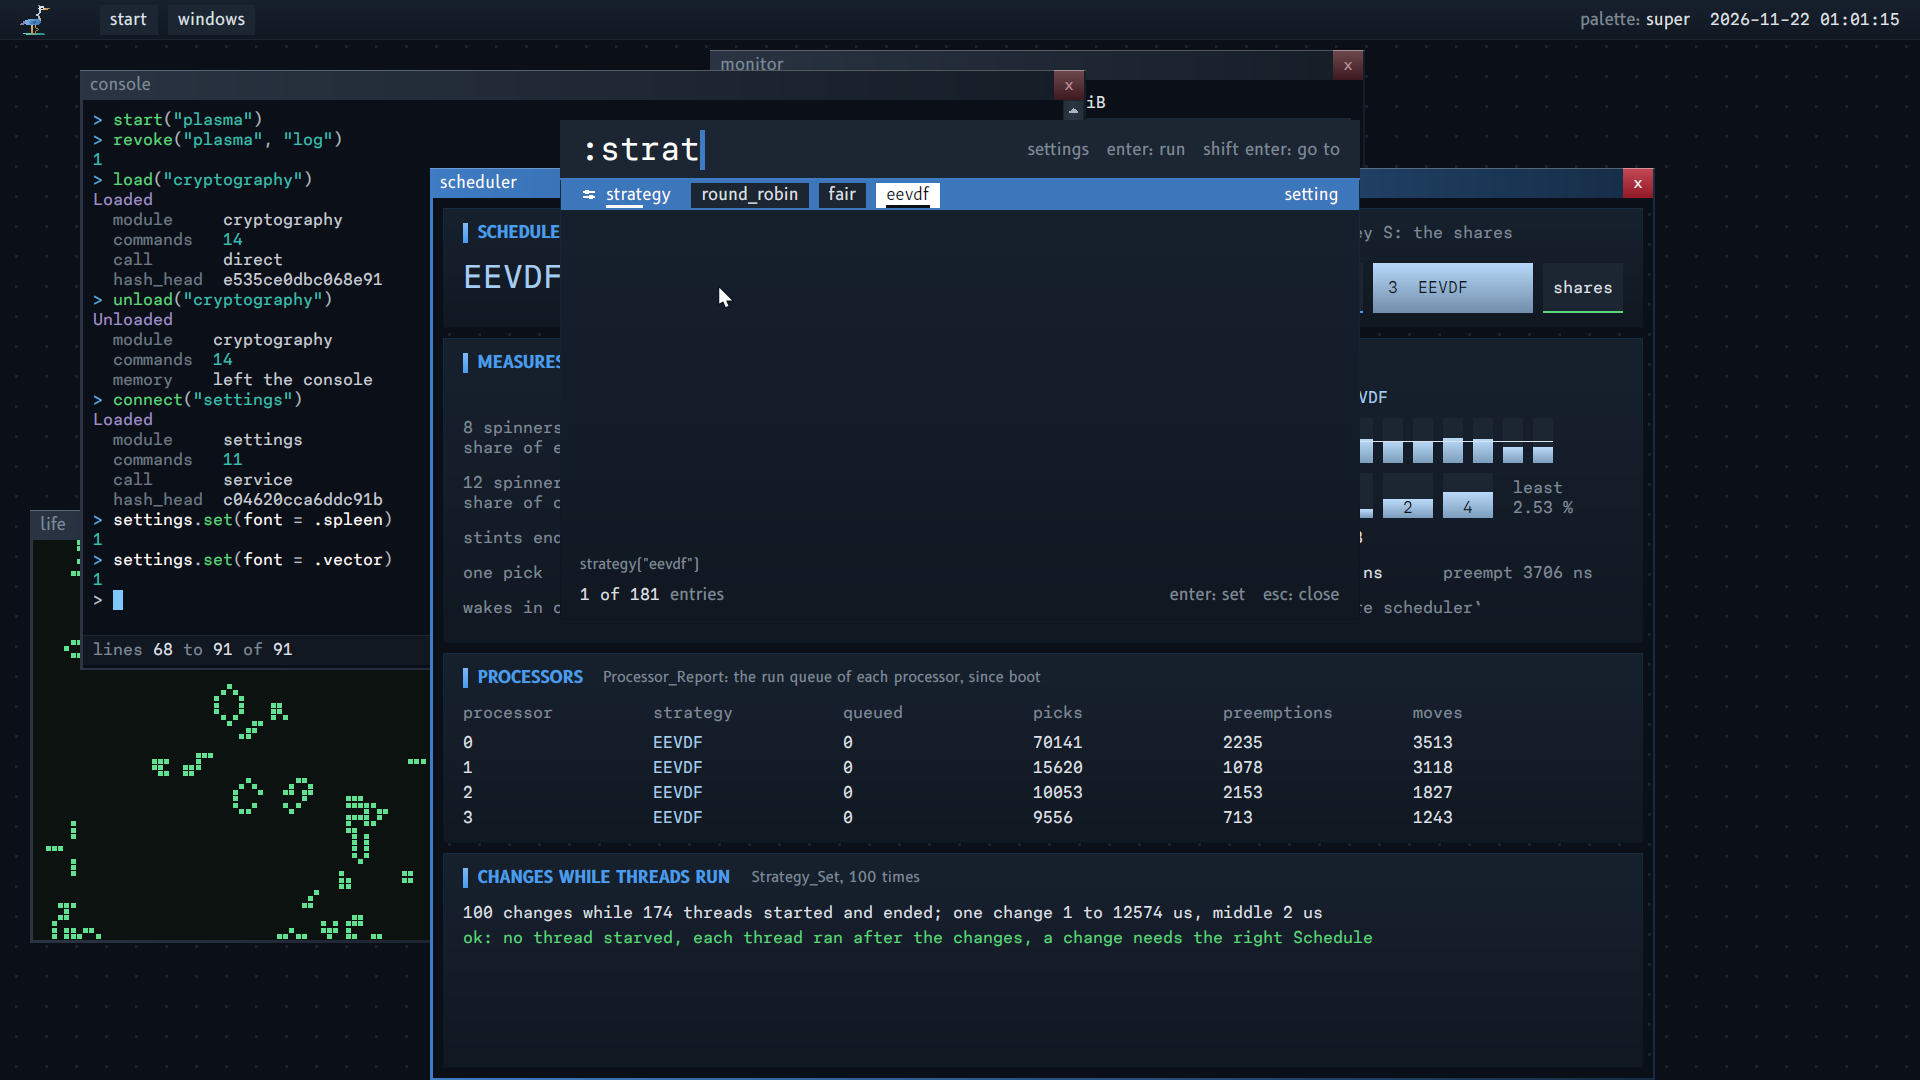 start windows palette: super 2026-11-22 01:01:15
monitor x
iB
console x
> start("plasma")
> revoke("plasma", "log")
1
> load("cryptography")
Loaded
module cryptography
commands 14
call direct
hash_head e535ce0dbc068e91
> unload("cryptography")
Unloaded
module cryptography
commands 14
memory left the console
> connect("settings")
Loaded
module settings
commands 11
call service
hash_head c04620cca6ddc91b
> settings.set(font = .spleen)
1
> settings.set(font = .vector)
1
>
lines 68 to 91 of 91
life
:strat settings enter: run shift enter: go to
strategy round_robin fair eevdf setting
strategy["eevdf"]
1 of 181 entries enter: set esc: close
scheduler x
SCHEDULE ey S: the shares
EEVDF 3 EEVDF shares
MEASURES
VDF
8 spinners
share of e
12 spinner least
share of c 2 4 2.53 %
stints end
one pick ns preempt 3706 ns
wakes in c re scheduler`
PROCESSORS Processor_Report: the run queue of each processor, since boot
processor strategy queued picks preemptions moves
0 EEVDF 0 70141 2235 3513
1 EEVDF 0 15620 1078 3118
2 EEVDF 0 10053 2153 1827
3 EEVDF 0 9556 713 1243
CHANGES WHILE THREADS RUN Strategy_Set, 100 times
100 changes while 174 threads started and ended; one change 1 to 12574 us, middle 2 us
ok: no thread starved, each thread ran after the changes, a change needs the right Schedule